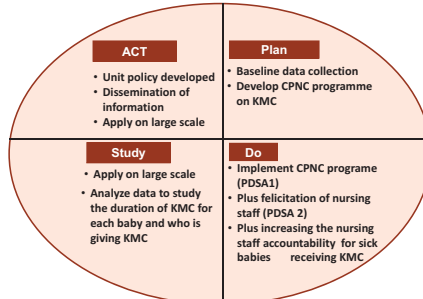 ACT
• Unit policy developed
• Dissemination of
information
• Apply on large scale
Plan
• Baseline data collection
• Develop CPNC programme
on KMC
Study
• Apply on large scale
• Analyze data to study
the duration of KMC for
each baby and who is
giving KMC
Do
• Implement CPNC programe
(PDSA1)
• Plus felicitation of nursing
staff (PDSA 2)
• Plus increasing the nursing
staff accountability for sick
babies receiving KMC